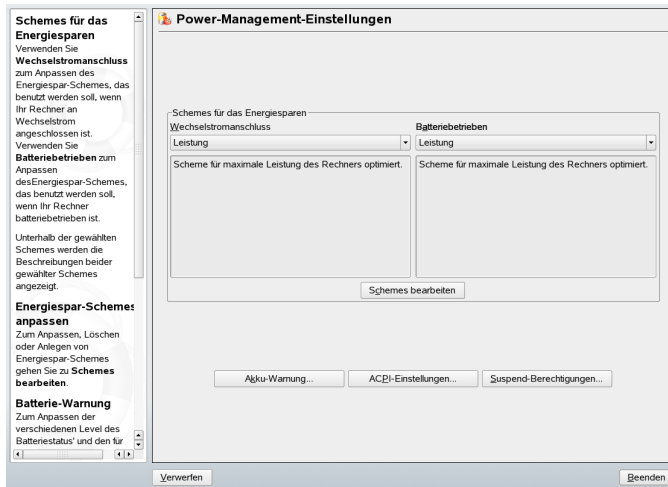 Schemes für das
Energiesparen
Verwenden Sie
Wechselstromanschluss
zum Anpassen des
Energiespar-Schemes, das
benutzt werden soll, wenn
Ihr Rechner an
Wechselstrom
angeschlossen ist.
Verwenden Sie
Batteriebetrieben zum
Anpassen
desEnergiespar-Schemes,
das benutzt werden soll,
wenn Ihr Rechner
batteriebetrieben ist.
Unterhalb der gewählten
Schemes werden die
Beschreibungen beider
gewählter Schemes
angezeigt.
Energiespar-Schemes
anpassen
Zum Anpassen, Löschen
oder Anlegen von
Energiespar-Schemes
gehen Sie zu Schemes
bearbeiten.
Batterie-Warnung
Zum Anpassen der
verschiedenen Level des
Batteriestatus' und den für
Power-Management-Einstellungen
Schemes für das Energiesparen
Wechselstromanschluss
Batteriebetrieben
Leistung
Leistung
Scheme für maximale Leistung des Rechners optimiert.
Scheme für maximale Leistung des Rechners optimiert.
Schemes bearbeiten
Akku-Warnung...
ACPI-Einstellungen...
Suspend-Berechtigungen...
Verwerfen
Beenden